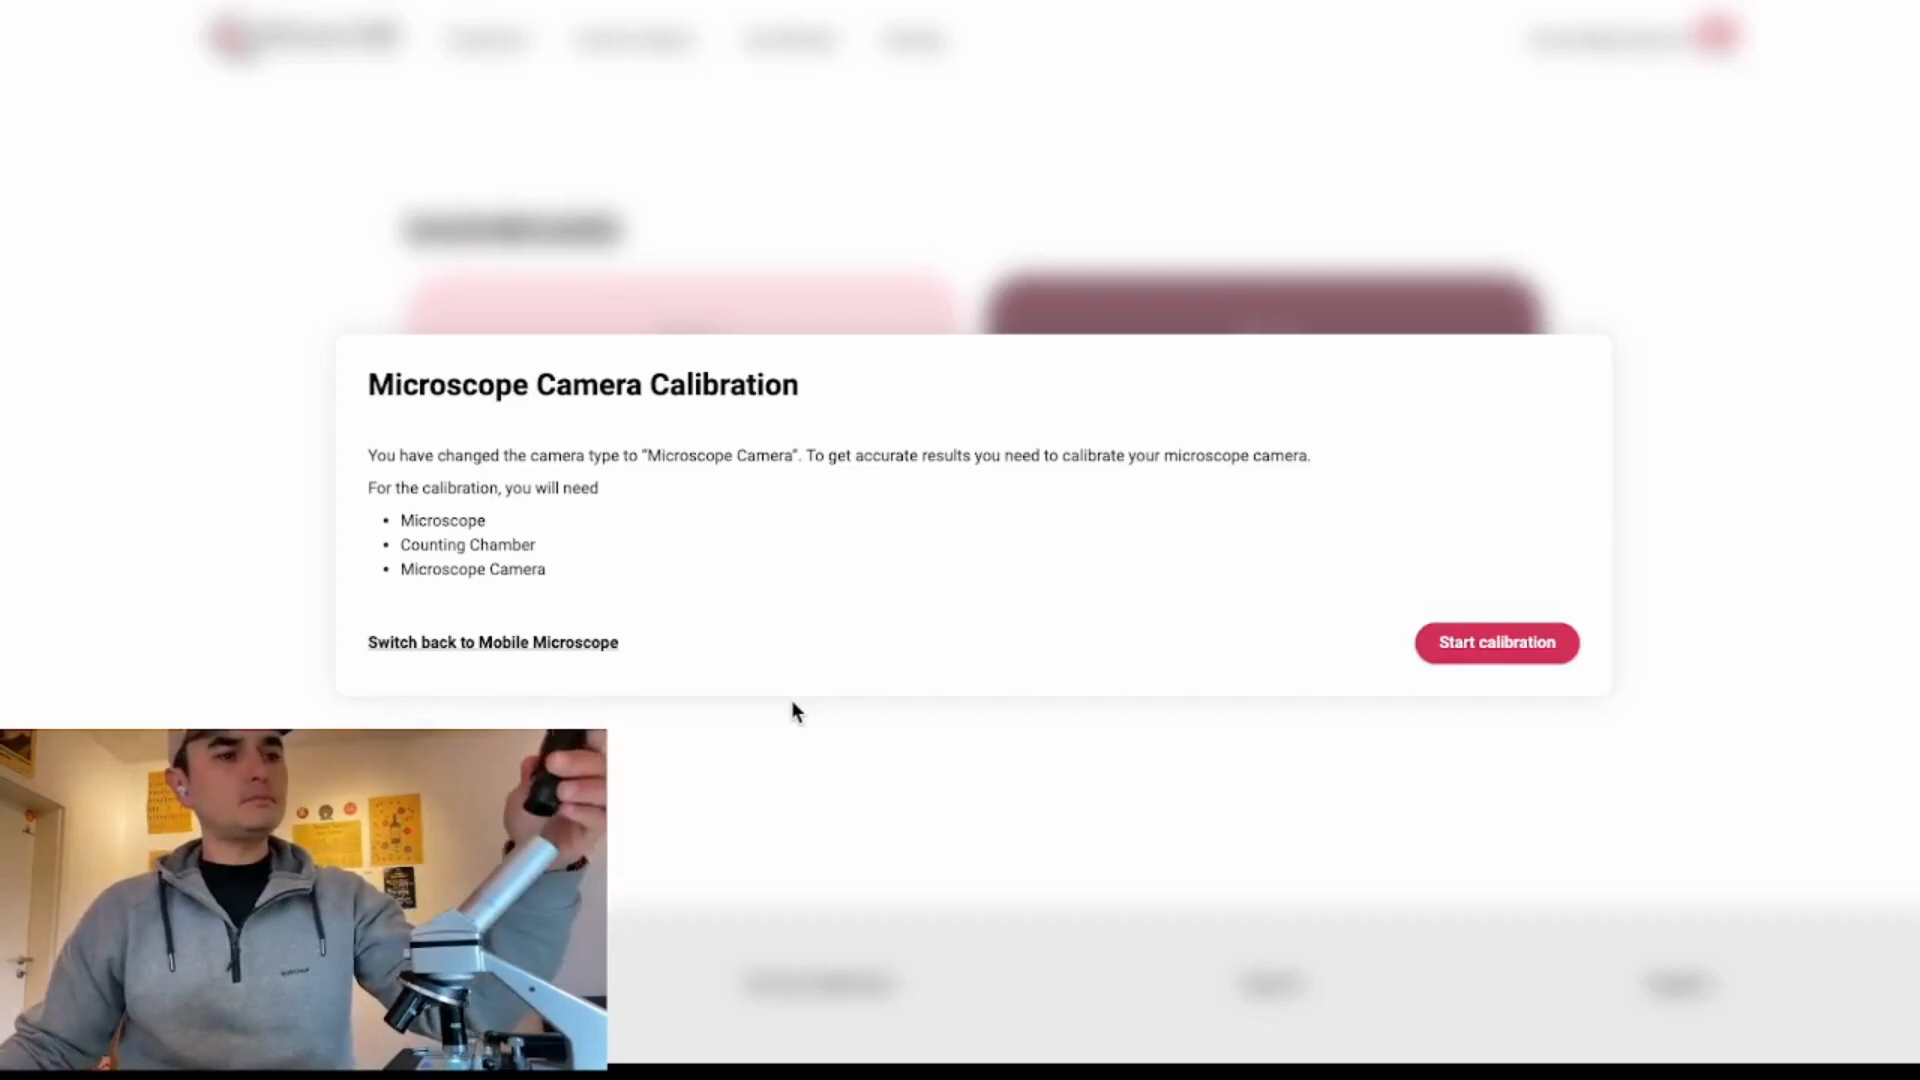 Microscope Camera Calibration
You have changed the camera type to “Microscope Camera”. To get accurate results you need to calibrate your microscope camera.
For the calibration, you will need
• Microscope
• Counting Chamber
• Microscope Camera
Switch back to Mobile Microscope
Start calibration